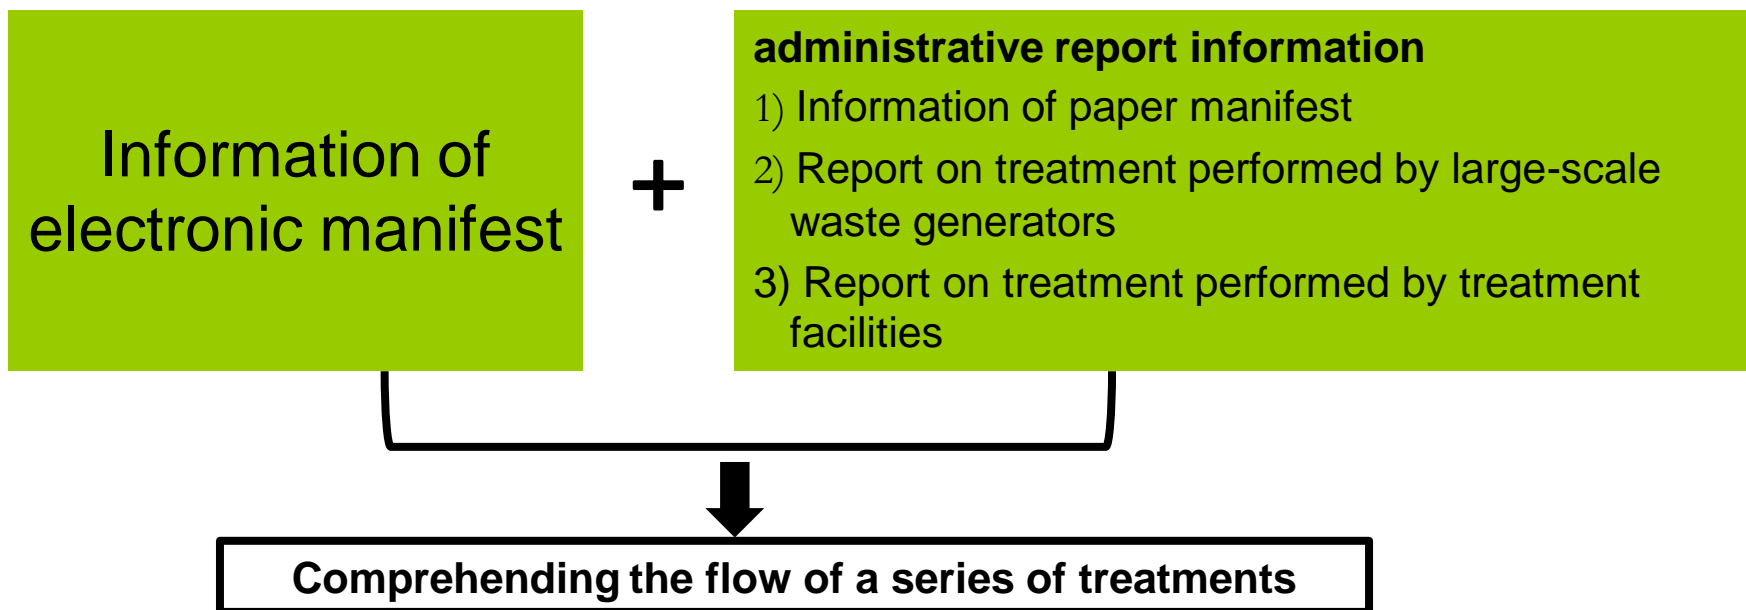 Information of
electronic manifest
+
administrative report information
1) Information of paper manifest
2) Report on treatment performed by large-scale
waste generators
3) Report on treatment performed by treatment
facilities
Comprehending the flow of a series of treatments